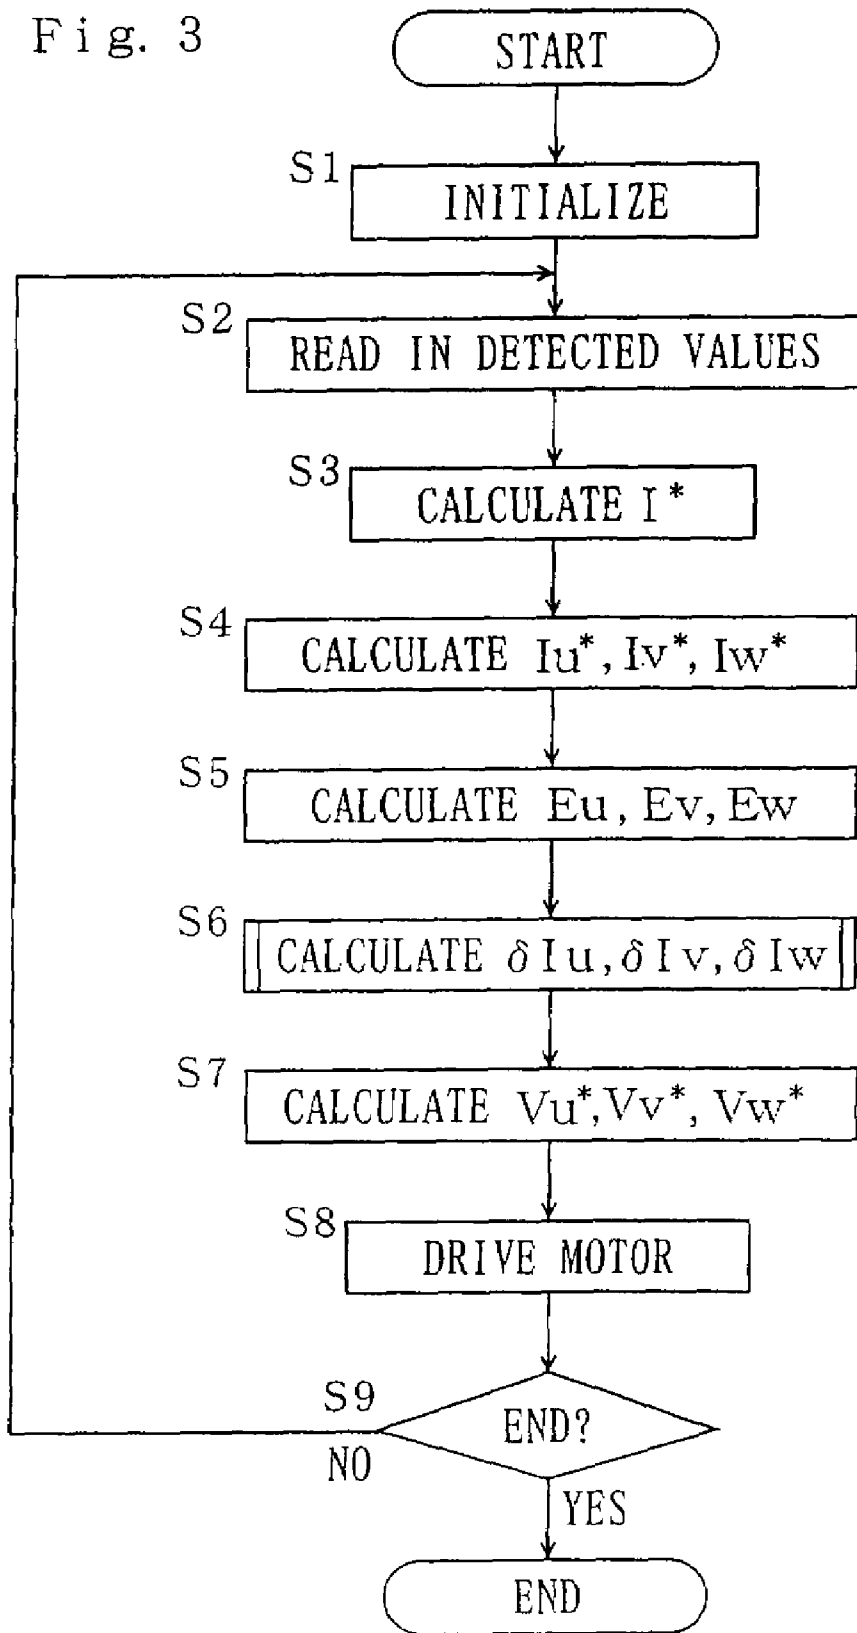 Fig. 3
START
S1
INITIALIZE
S2
READ IN DETECTED VALUES
S3
CALCULATE I*
S4
CALCULATE Iu*, Iv*, Iw*
S5
CALCULATE Eu, Ev, Ew
S6
CALCULATE δIu, δIv, δIw
S7
CALCULATE Vu*, Vv*, Vw*
S8
DRIVE MOTOR
S9
END?
NO
YES
END